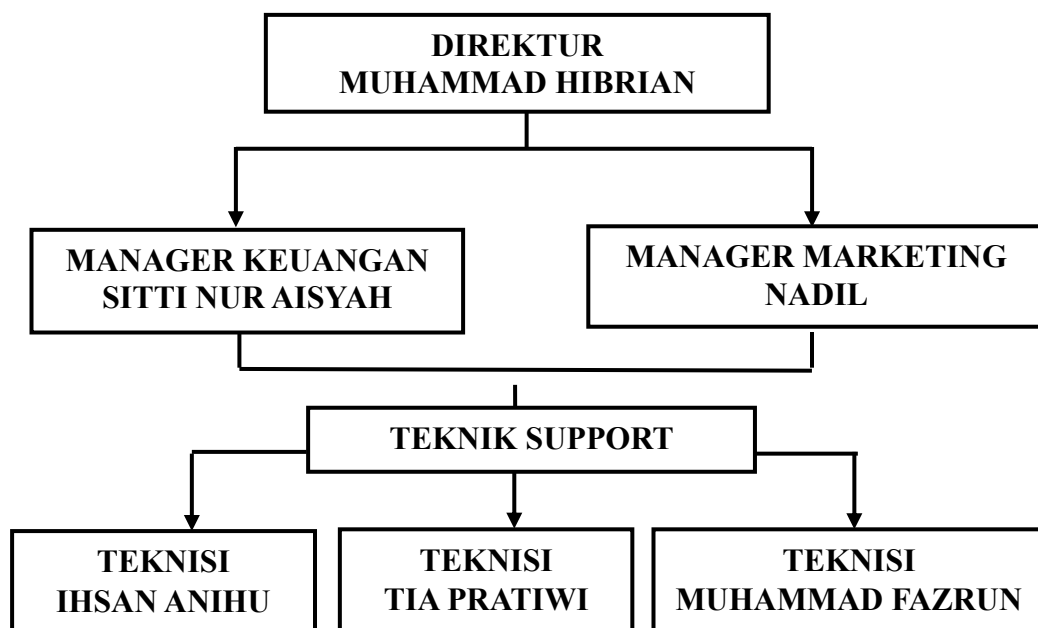 DIREKTUR
MUHAMMAD HIBRIAN
MANAGER KEUANGAN
SITTI NUR AISYAH
MANAGER MARKETING
NADIL
TEKNIK SUPPORT
TEKNISI
IHSAN ANIHU
TEKNISI
TIA PRATIWI
TEKNISI
MUHAMMAD FAZRUN